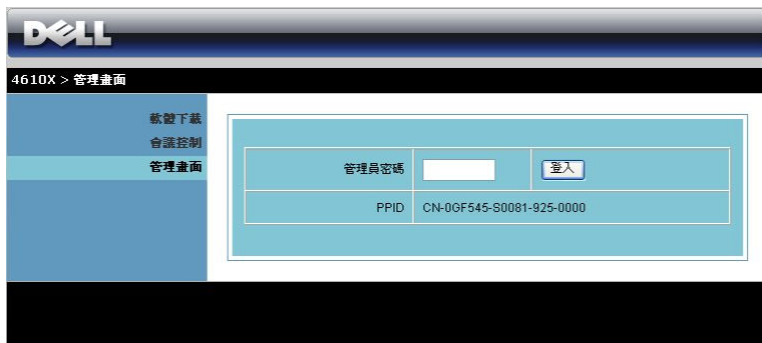 DELL
4610X > 管理畫面
軟體下載
會議控制
管理畫面
管理員密碼 登入
PPID CN-0GF545-S0081-925-0000